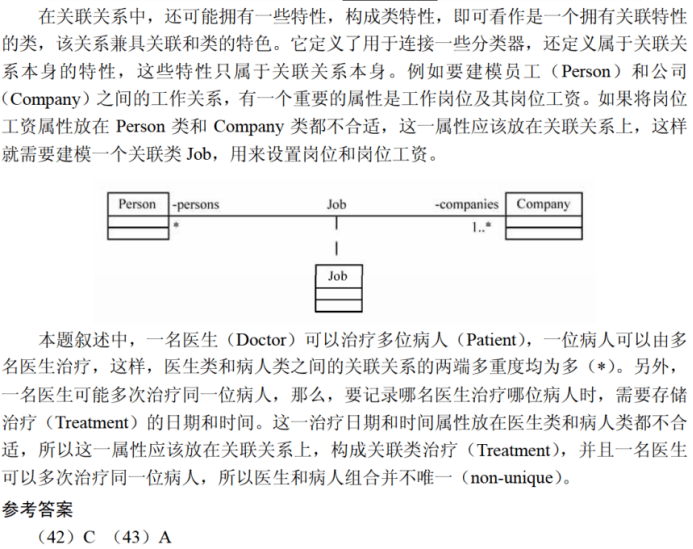 在关联关系中，还可能拥有一些特性，构成类特性，即可看作是一个拥有关联特性
的类，该关系兼具关联和类的特色。它定义了用于连接一些分类器，还定义属于关联关
系本身的特性，这些特性只属于关联关系本身。例如要建模员工（Person）和公司
（Company）之间的工作关系，有一个重要的属性是工作岗位及其岗位工资。如果将岗位
工资属性放在 Person 类和 Company 类都不合适，这一属性应该放在关联关系上，这样
就需要建模一个关联类 Job，用来设置岗位和岗位工资。
Person -persons Job -companies Company
* 1..*
Job
本题叙述中，一名医生（Doctor）可以治疗多位病人（Patient），一位病人可以由多
名医生治疗，这样，医生类和病人类之间的关联关系的两端多重度均为多（*）。另外，
一名医生可能多次治疗同一位病人，那么，要记录哪名医生治疗哪位病人时，需要存储
治疗（Treatment）的日期和时间。这一治疗日期和时间属性放在医生类和病人类都不合
适，所以这一属性应该放在关联关系上，构成关联类治疗（Treatment），并且一名医生
可以多次治疗同一位病人，所以医生和病人组合并不唯一（non-unique）。
参考答案
（42）C （43）A